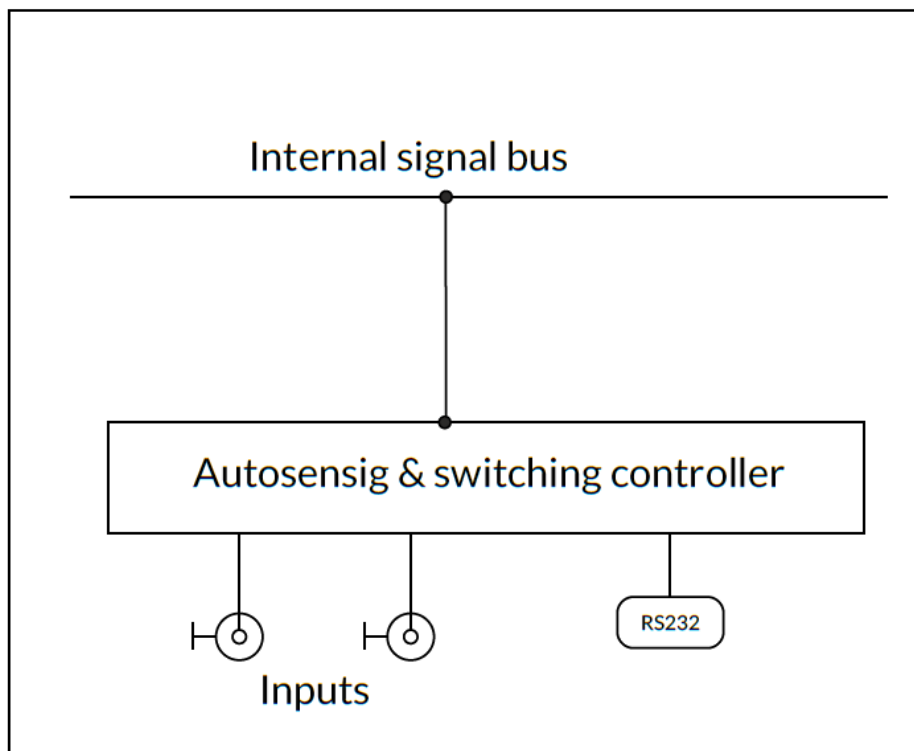 Internal signal bus
Autosensig & switching controller
RS232
Inputs